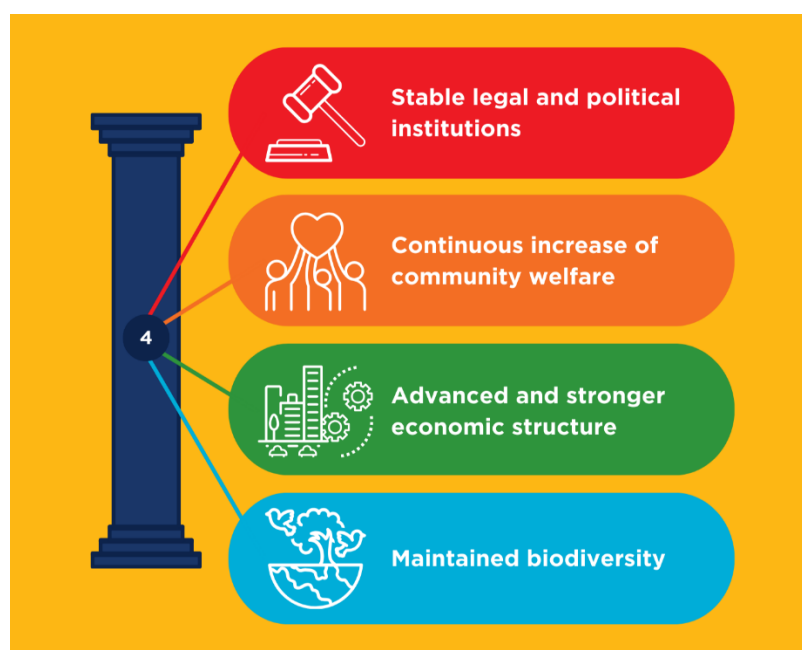 Stable legal and political
institutions
Continuous increase of
community welfare
4
Advanced and stronger
economic structure
Maintained biodiversity